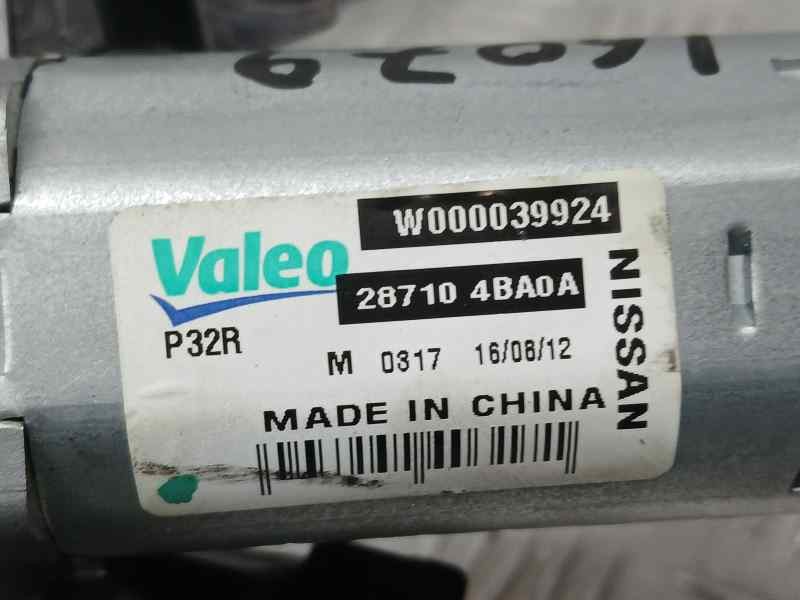 W000039924
Valeo
28710 4BA0A
P32R
M 0317 16/08/12
NISSAN
MADE IN CHINA